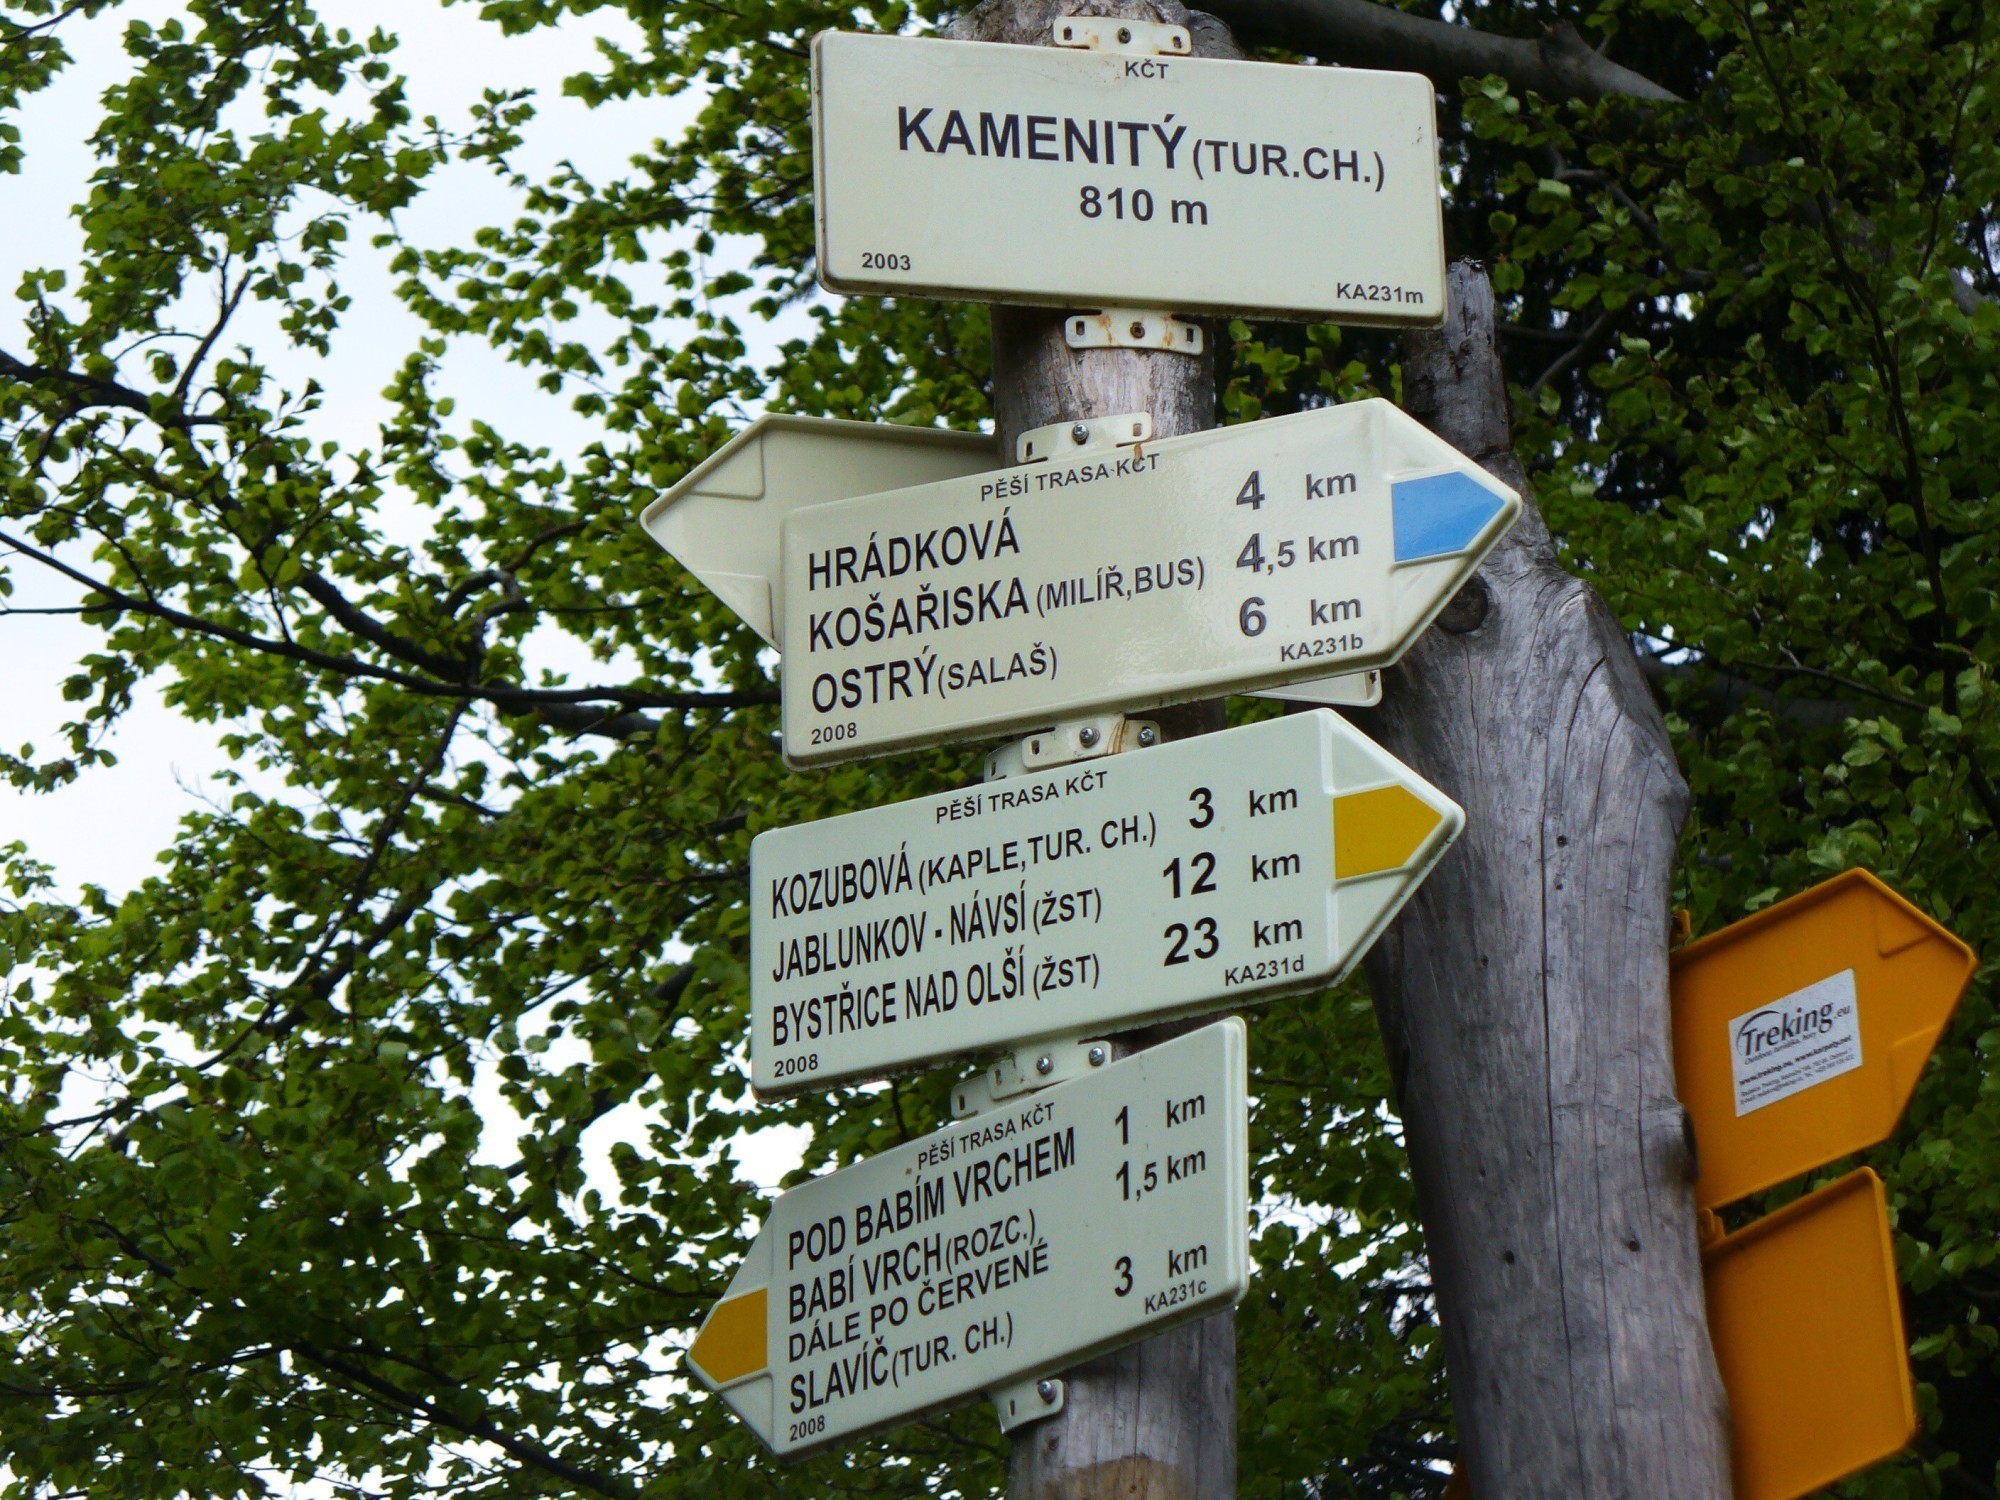 KČT
KAMENITÝ (TUR.CH.)
810 m
2003 KA231m
PĚŠÍ TRASA KČT
HRÁDKOVÁ 4 km
KOŠAŘISKA (MILÍŘ,BUS) 4,5 km
OSTRÝ (SALAŠ) 6 km
2008 KA231b
PĚŠÍ TRASA KČT
KOZUBOVÁ (KAPLE,TUR. CH.) 3 km
JABLUNKOV - NÁVSÍ (ŽST) 12 km
BYSTŘICE NAD OLŠÍ (ŽST) 23 km
2008 KA231d
PĚŠÍ TRASA KČT
POD BABÍM VRCHEM 1 km
BABÍ VRCH (ROZC.) 1,5 km
DÁLE PO ČERVENÉ
SLAVÍČ (TUR. CH.) 3 km
2008 KA231c
Treking.eu